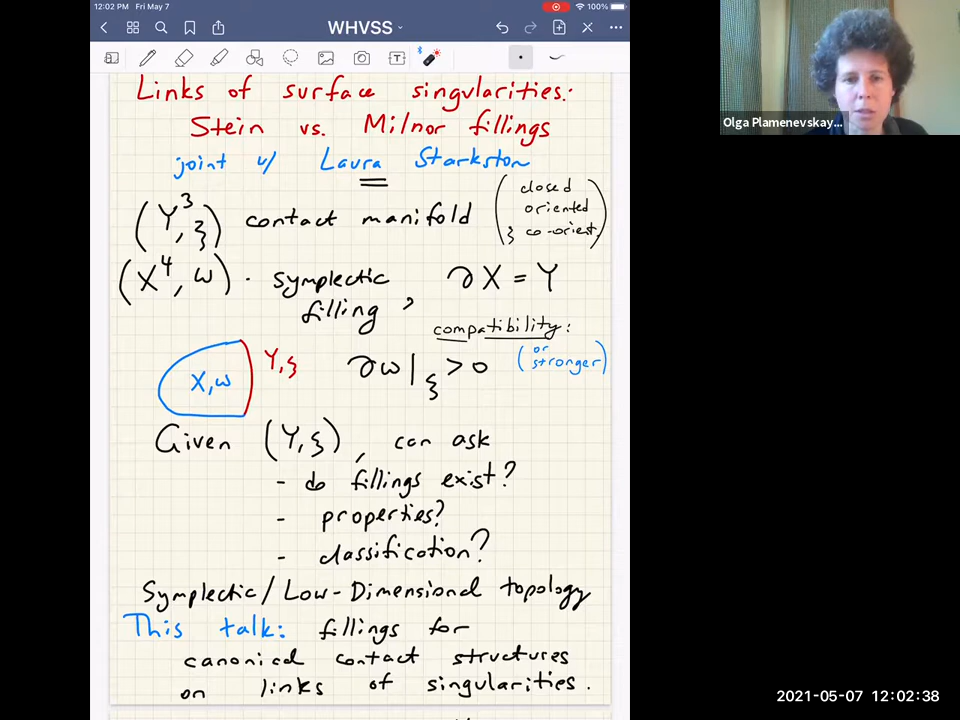 12:02 PM Fri May 7
100%
WHVSS
Links of surface singularities:
Stein vs. Milnor fillings
joint w/ Laura Starkston
(Y³, ξ) contact manifold (closed oriented ξ co-orient.)
(X⁴, ω) - symplectic filling, ∂X = Y
compatibility:
(or stronger)
X, ω
Y, ξ
∂ω|ξ > 0
Given (Y, ξ), can ask
- do fillings exist?
- properties?
- classification?
Symplectic/Low-Dimensional topology
This talk: fillings for
canonical contact structures
on links of singularities.
Olga Plamenevskay...
2021-05-07 12:02:38